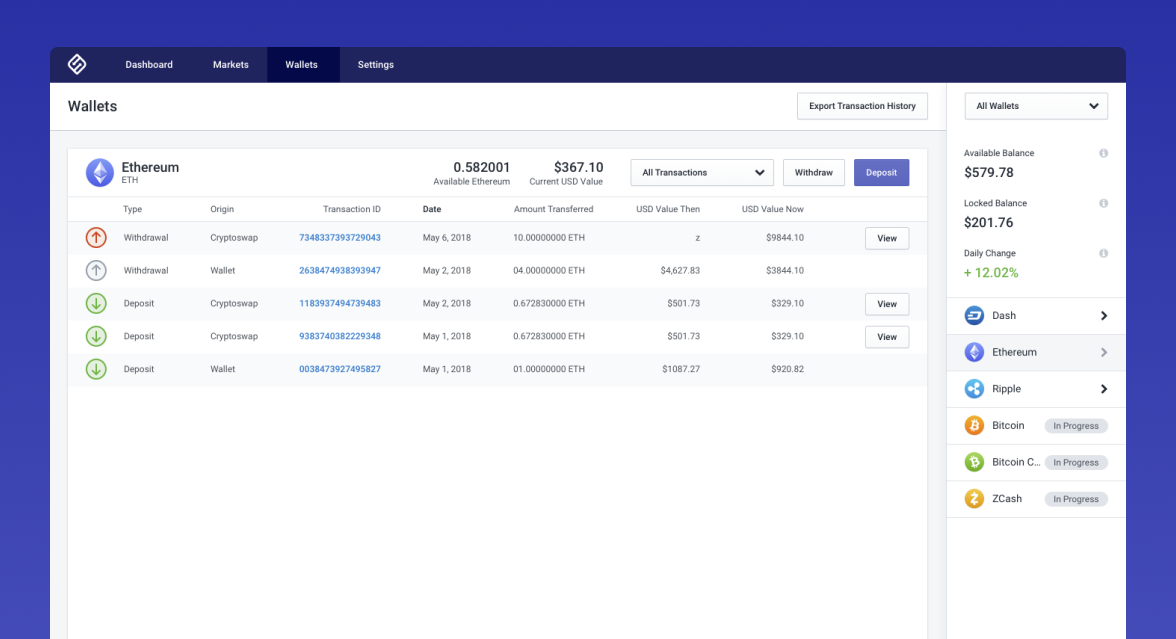 Dashboard Markets Wallets Settings
Wallets
Export Transaction History
All Wallets
Ethereum
ETH
0.582001
Available Ethereum
$367.10
Current USD Value
All Transactions
Withdraw
Deposit
Type Origin Transaction ID Date Amount Transferred USD Value Then USD Value Now
Withdrawal Cryptoswap 7348337393729043 May 6, 2018 10.00000000 ETH z $9844.10 View
Withdrawal Wallet 2638474938393947 May 2, 2018 04.00000000 ETH $4,627.83 $3844.10
Deposit Cryptoswap 1183937494739483 May 2, 2018 0.672830000 ETH $501.73 $329.10 View
Deposit Cryptoswap 9383740382229348 May 1, 2018 0.672830000 ETH $501.73 $329.10 View
Deposit Wallet 0038473927495827 May 1, 2018 01.00000000 ETH $1087.27 $920.82
Available Balance
$579.78
Locked Balance
$201.76
Daily Change
+ 12.02%
Dash
Ethereum
Ripple
Bitcoin In Progress
Bitcoin C... In Progress
ZCash In Progress